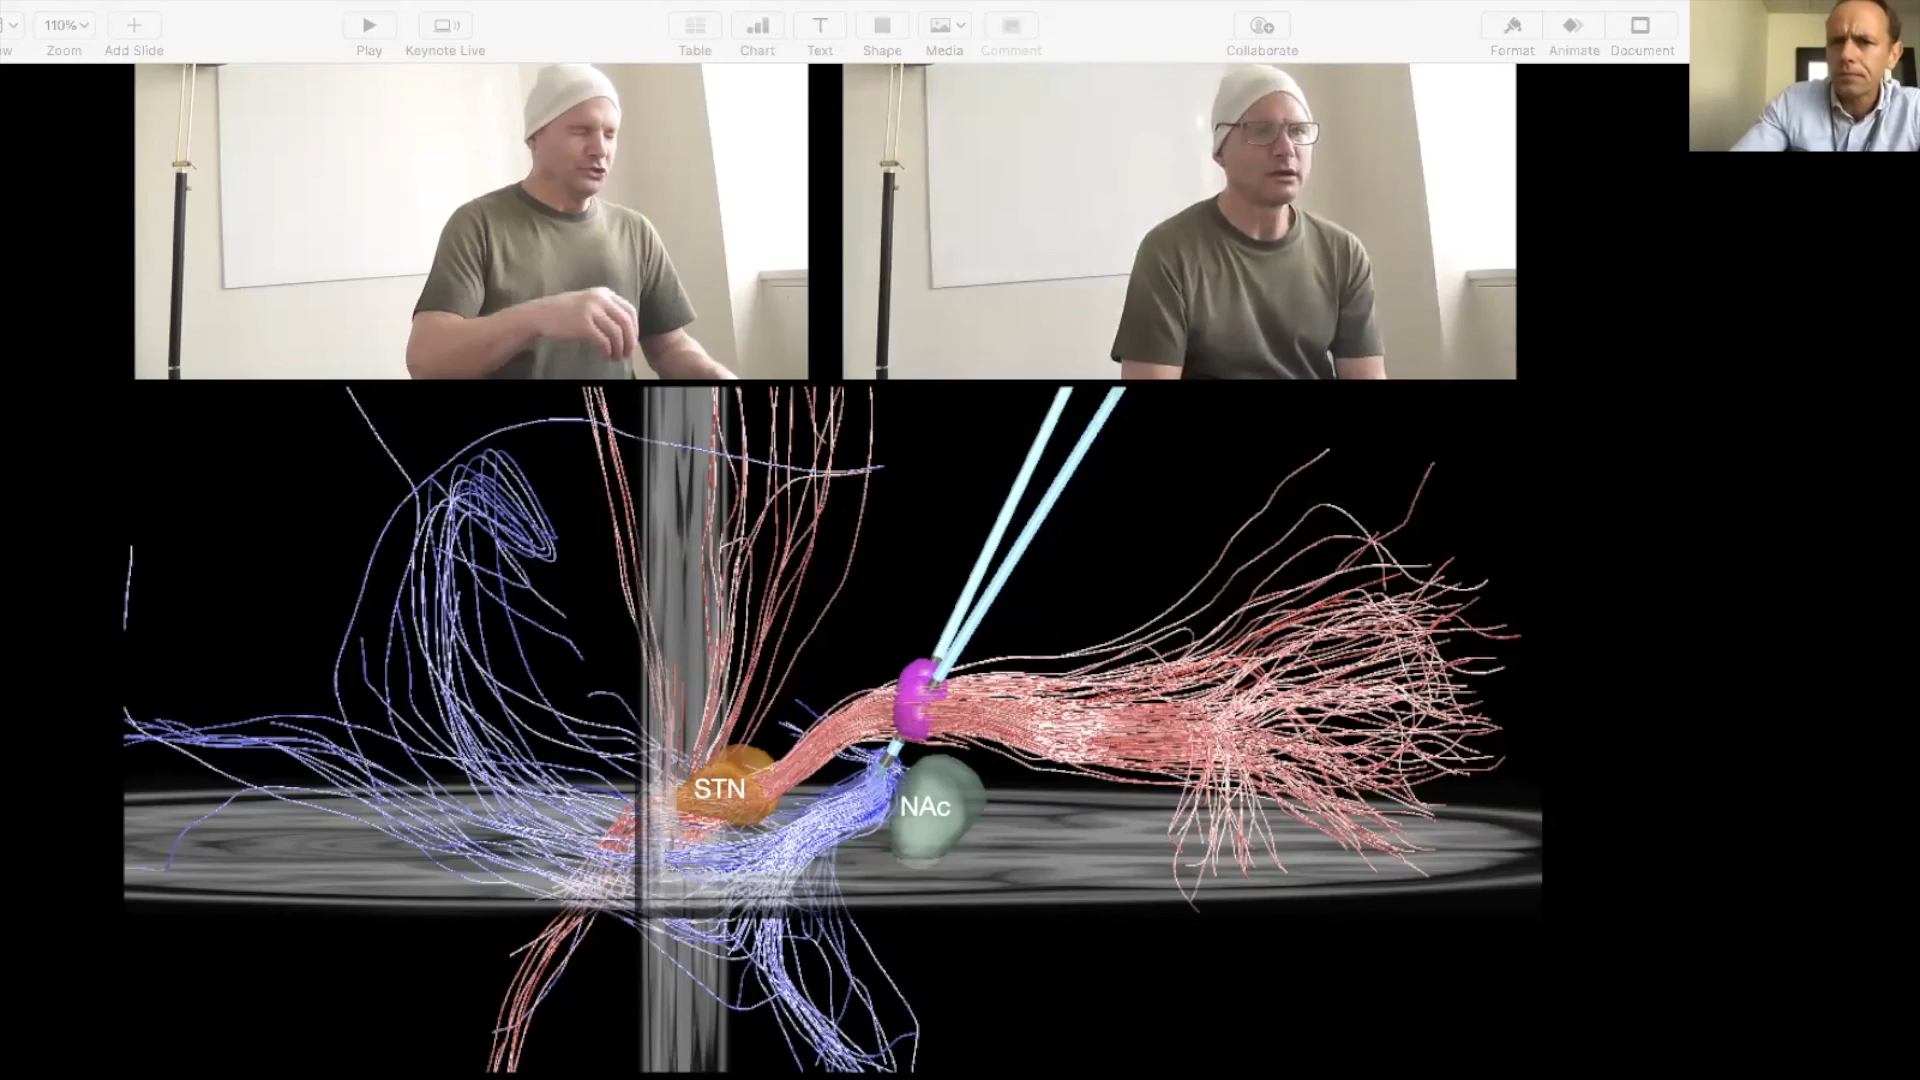 110%
ew Zoom Add Slide Play Keynote Live Table Chart Text Shape Media Comment Collaborate Format Animate Document
STN
NAc